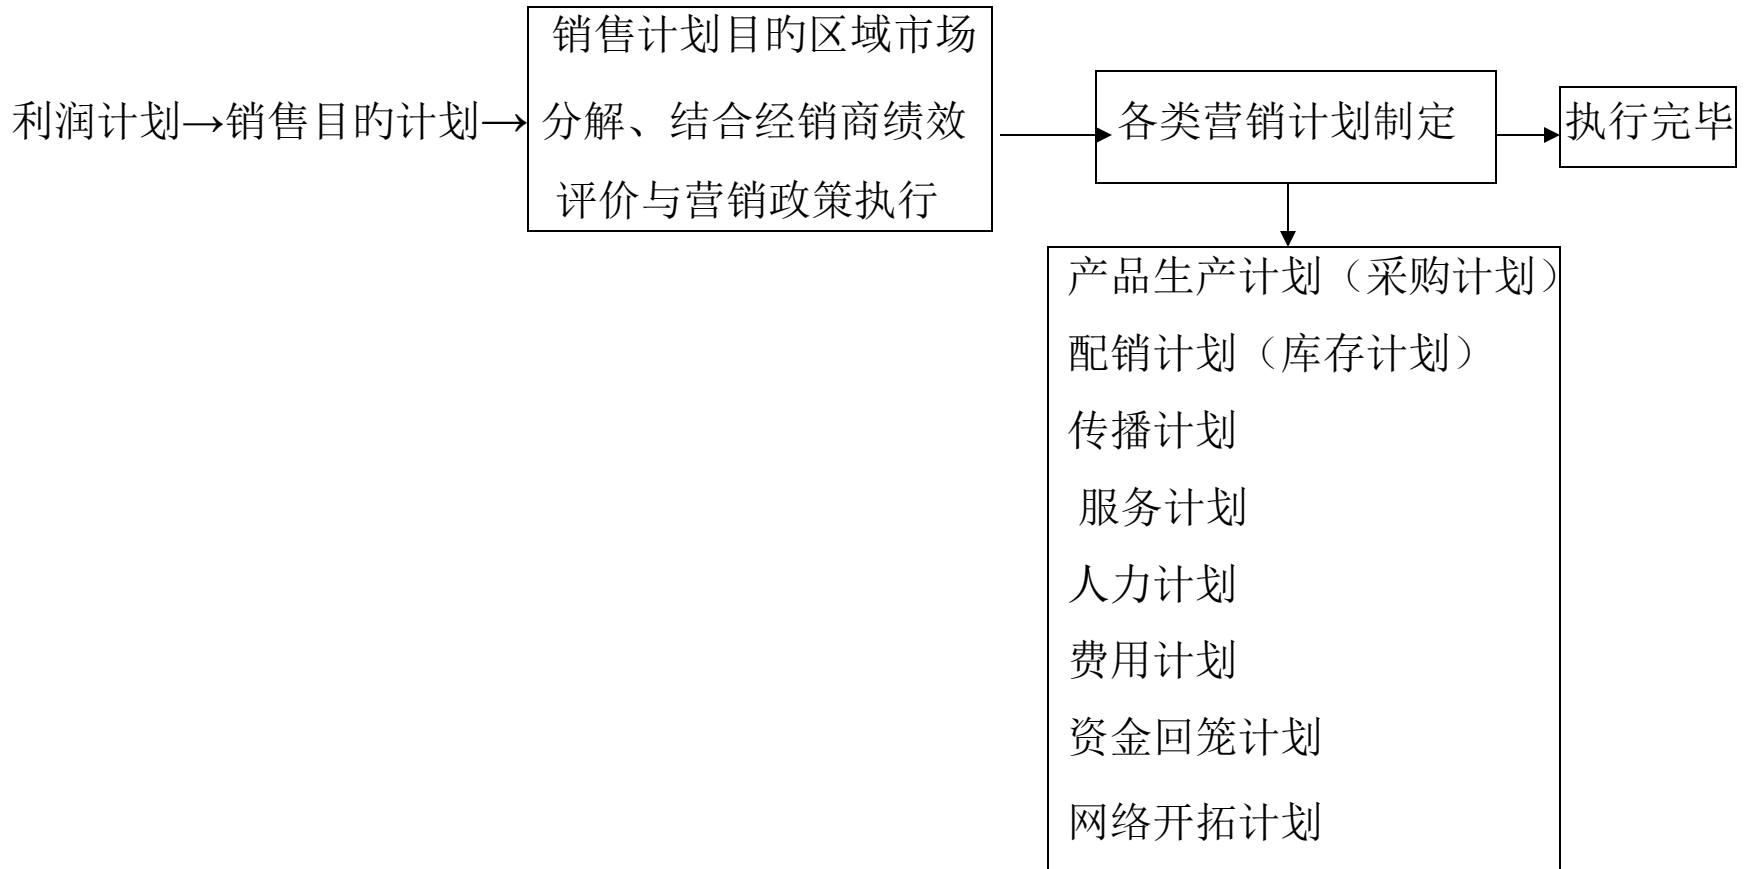 销售计划目旳区域市场
利润计划→销售目旳计划→
分解、结合经销商绩效
评价与营销政策执行
各类营销计划制定
执行完毕
产品生产计划（采购计划）
配销计划（库存计划）
传播计划
服务计划
人力计划
费用计划
资金回笼计划
网络开拓计划